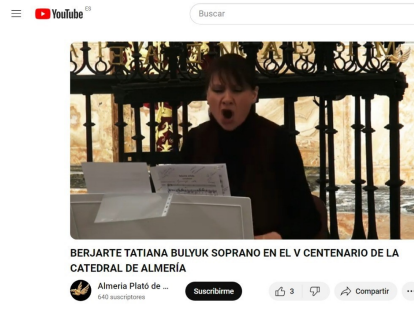 YouTube ES
Buscar
BERJARTE TATIANA BULYUK SOPRANO EN EL V CENTENARIO DE LA
CATEDRAL DE ALMERÍA
Almeria Plató de ...
640 suscriptores
Suscribirme
3
Compartir